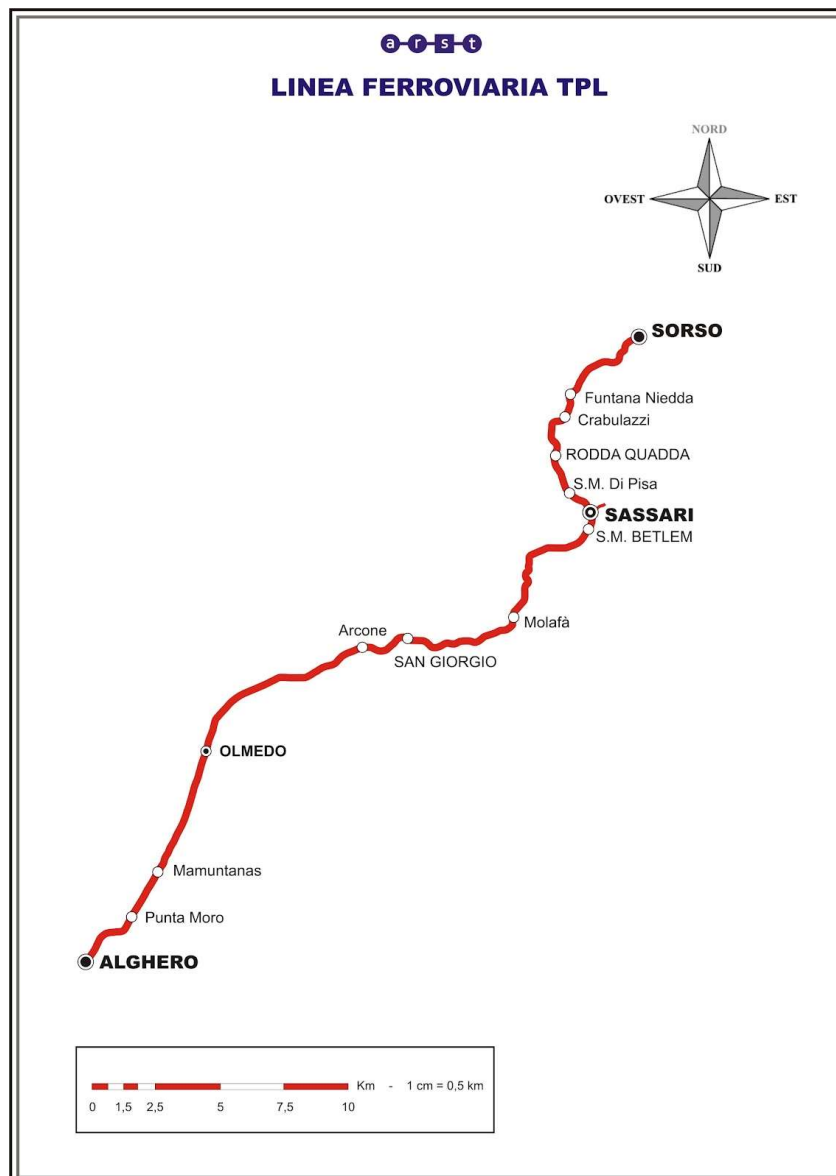 arst
LINEA FERROVIARIA TPL
NORD
OVEST
EST
SUD
SORSO
Funtana Niedda
Crabulazzi
RODDA QUADDA
S.M. Di Pisa
SASSARI
S.M. BETLEM
Molafà
Arcone
SAN GIORGIO
OLMEDO
Mamuntanas
Punta Moro
ALGHERO
Km - 1 cm = 0,5 km
0 1,5 2,5 5 7,5 10